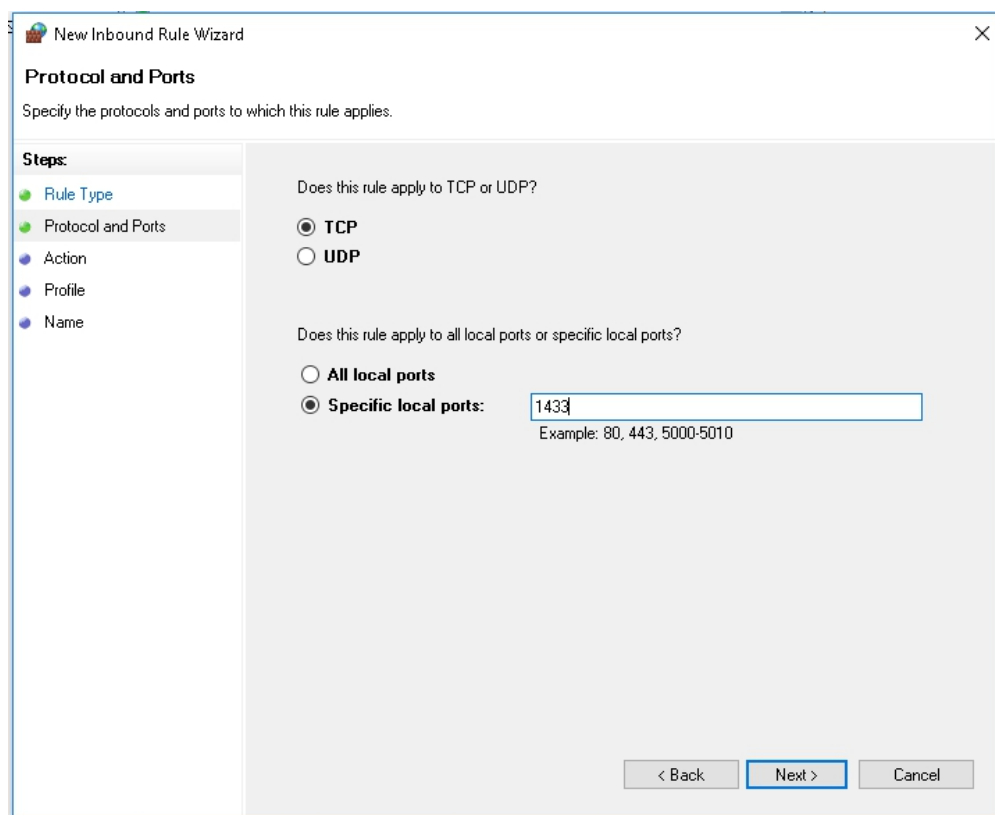 New Inbound Rule Wizard
Protocol and Ports
Specify the protocols and ports to which this rule applies.
Steps:
Rule Type
Protocol and Ports
Action
Profile
Name
Does this rule apply to TCP or UDP?
TCP
UDP
Does this rule apply to all local ports or specific local ports?
All local ports
Specific local ports: 1433
Example: 80, 443, 5000-5010
< Back Next > Cancel